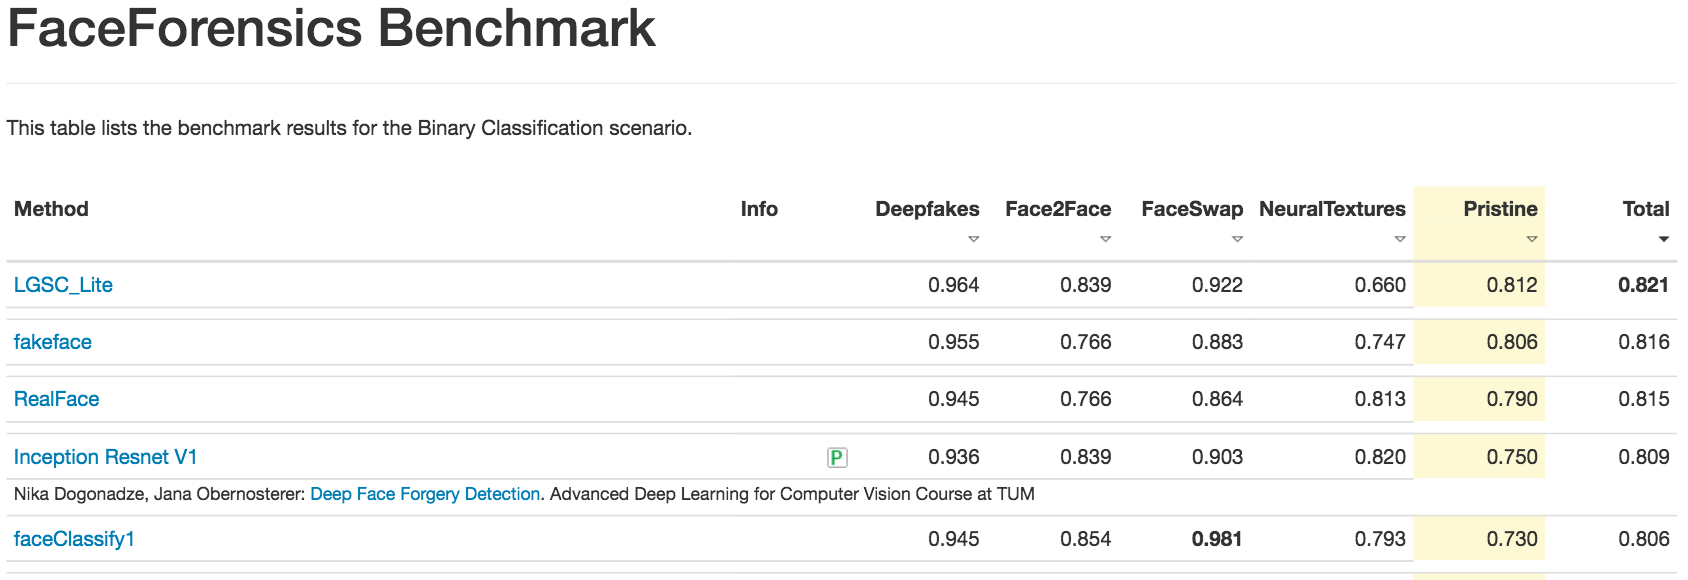 FaceForensics Benchmark
This table lists the benchmark results for the Binary Classification scenario.
Method Info Deepfakes Face2Face FaceSwap NeuralTextures Pristine Total
LGSC_Lite 0.964 0.839 0.922 0.660 0.812 0.821
fakeface 0.955 0.766 0.883 0.747 0.806 0.816
RealFace 0.945 0.766 0.864 0.813 0.790 0.815
Inception Resnet V1 P 0.936 0.839 0.903 0.820 0.750 0.809
Nika Dogonadze, Jana Obernosterer: Deep Face Forgery Detection. Advanced Deep Learning for Computer Vision Course at TUM
faceClassify1 0.945 0.854 0.981 0.793 0.730 0.806